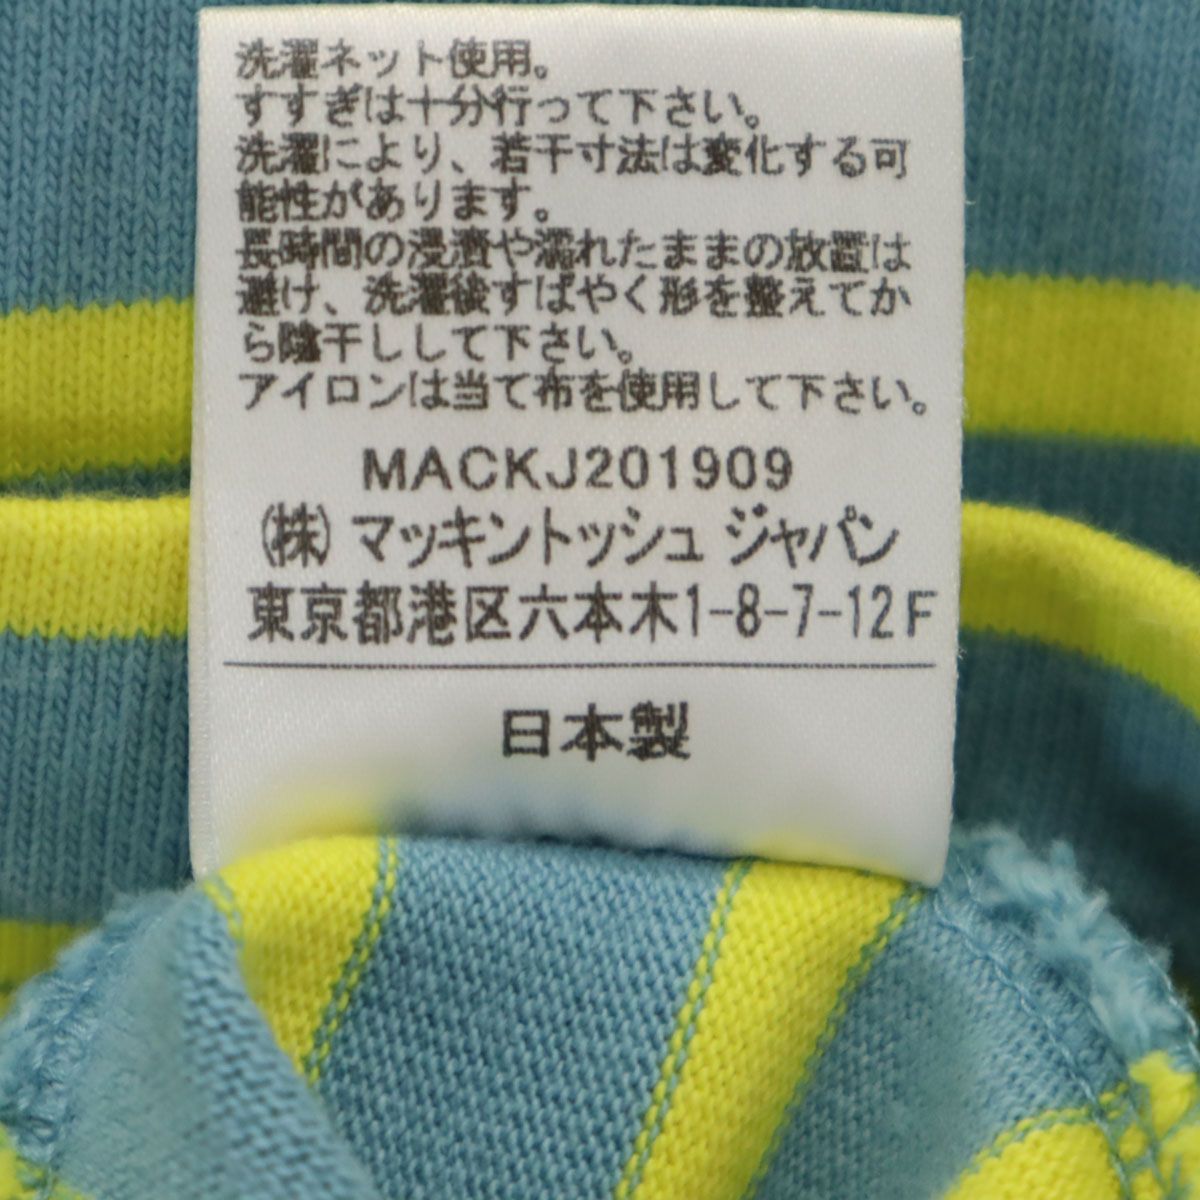 洗濯ネット使用。
すすぎは十分行って下さい。
洗濯により、若干寸法は変化する可
能性があります。
長時間の浸漬や濡れたままの放置は
避け、洗濯後すばやく形を整えてか
ら陰干しして下さい。
アイロンは当て布を使用して下さい。
MACKJ201909
(株)マッキントッシュ ジャパン
東京都港区六本木1-8-7-12F
日本製